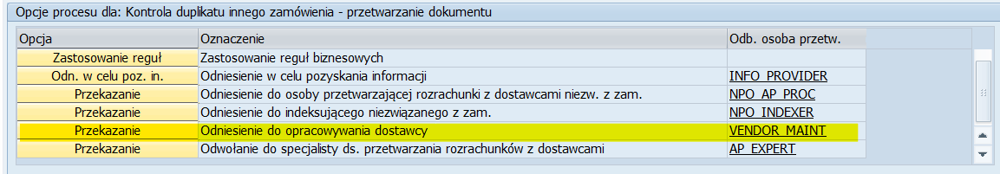 Opcje procesu dla: Kontrola duplikatu innego zamówienia - przetwarzanie dokumentu
Opcja Oznaczenie Odb. osoba przetw.
Zastosowanie reguł Zastosowanie reguł biznesowych
Odn. w celu poz. in. Odniesienie w celu pozyskania informacji INFO_PROVIDER
Przekazanie Odniesienie do osoby przetwarzającej rozrachunki z dostawcami niezw. z zam. NPO_AP_PROC
Przekazanie Odniesienie do indeksującego niezwiązanego z zam. NPO_INDEXER
Przekazanie Odniesienie do opracowywania dostawcy VENDOR_MAINT
Przekazanie Odwołanie do specjalisty ds. przetwarzania rozrachunków z dostawcami AP_EXPERT